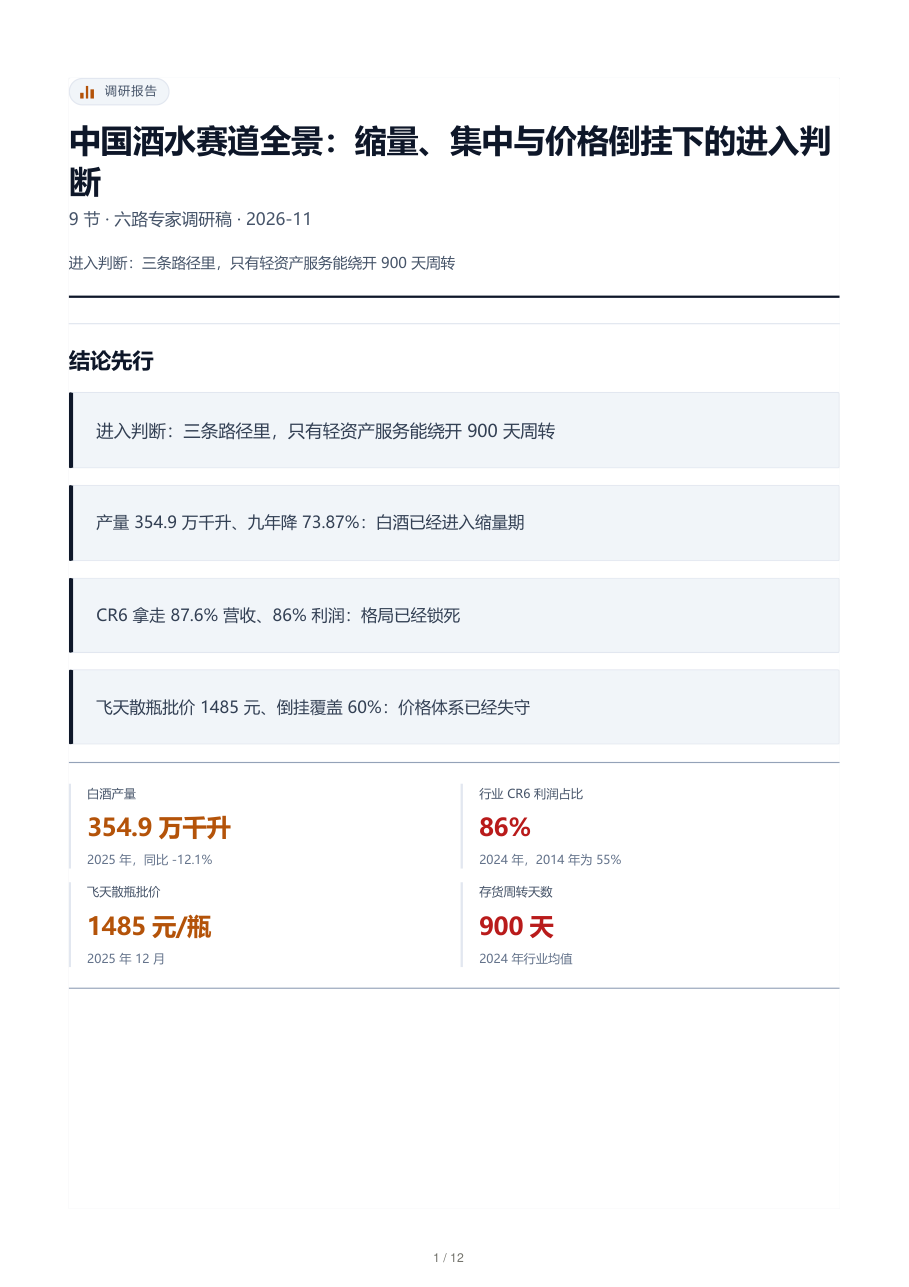 调研报告
中国酒水赛道全景：缩量、集中与价格倒挂下的进入判
断
9 节 · 六路专家调研稿 · 2026-11
进入判断：三条路径里，只有轻资产服务能绕开 900 天周转
结论先行
进入判断：三条路径里，只有轻资产服务能绕开 900 天周转
产量 354.9 万千升、九年降 73.87%：白酒已经进入缩量期
CR6 拿走 87.6% 营收、86% 利润：格局已经锁死
飞天散瓶批价 1485 元、倒挂覆盖 60%：价格体系已经失守
白酒产量
354.9 万千升
2025 年，同比 -12.1%
行业 CR6 利润占比
86%
2024 年，2014 年为 55%
飞天散瓶批价
1485 元/瓶
2025 年 12 月
存货周转天数
900 天
2024 年行业均值
1 / 12